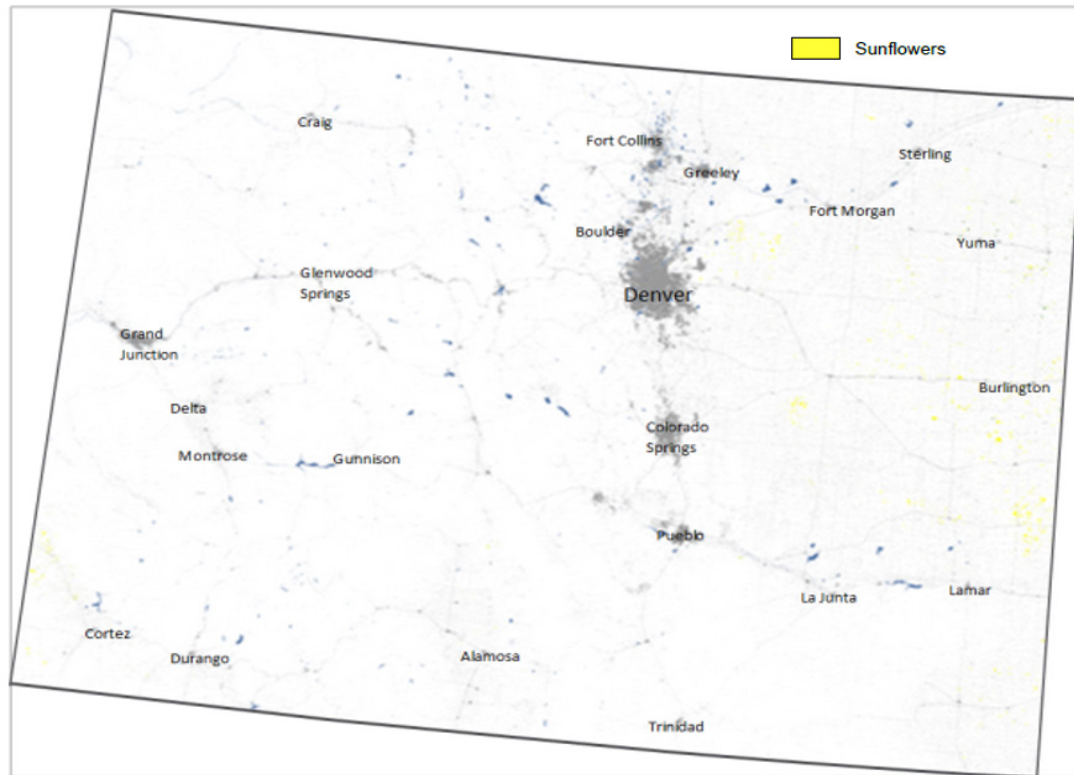 Sunflowers
Craig
Fort Collins
Sterling
Greeley
Fort Morgan
Boulder
Yuma
Glenwood
Springs
Denver
Grand
Junction
Burlington
Delta
Colorado
Springs
Montrose
Gunnison
Pueblo
La Junta
Lamar
Cortez
Durango
Alamosa
Trinidad